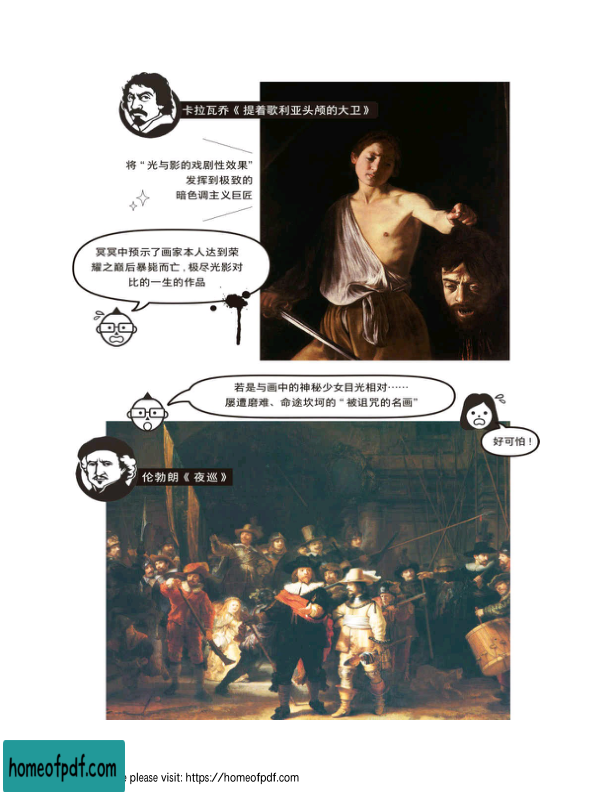 卡拉瓦乔《提着歌利亚头颅的大卫》
将“光与影的戏剧性效果”
发挥到极致的
暗色调主义巨匠
冥冥中预示了画家本人达到荣
耀之巅后暴毙而亡,极尽光影对
比的一生的作品
若是与画中的神秘少女目光相对……
屡遭磨难、命途坎坷的“被诅咒的名画”
好可怕!
伦勃朗《夜巡》
homeofpdf.com
e please visit: https://homeofpdf.com